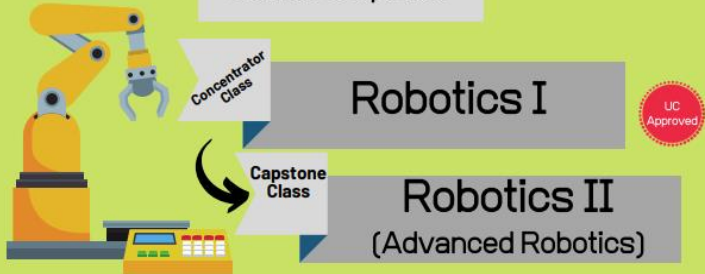 Concentrator
Class
Robotics I
UC
Approved
Capstone
Class
Robotics II
(Advanced Robotics)